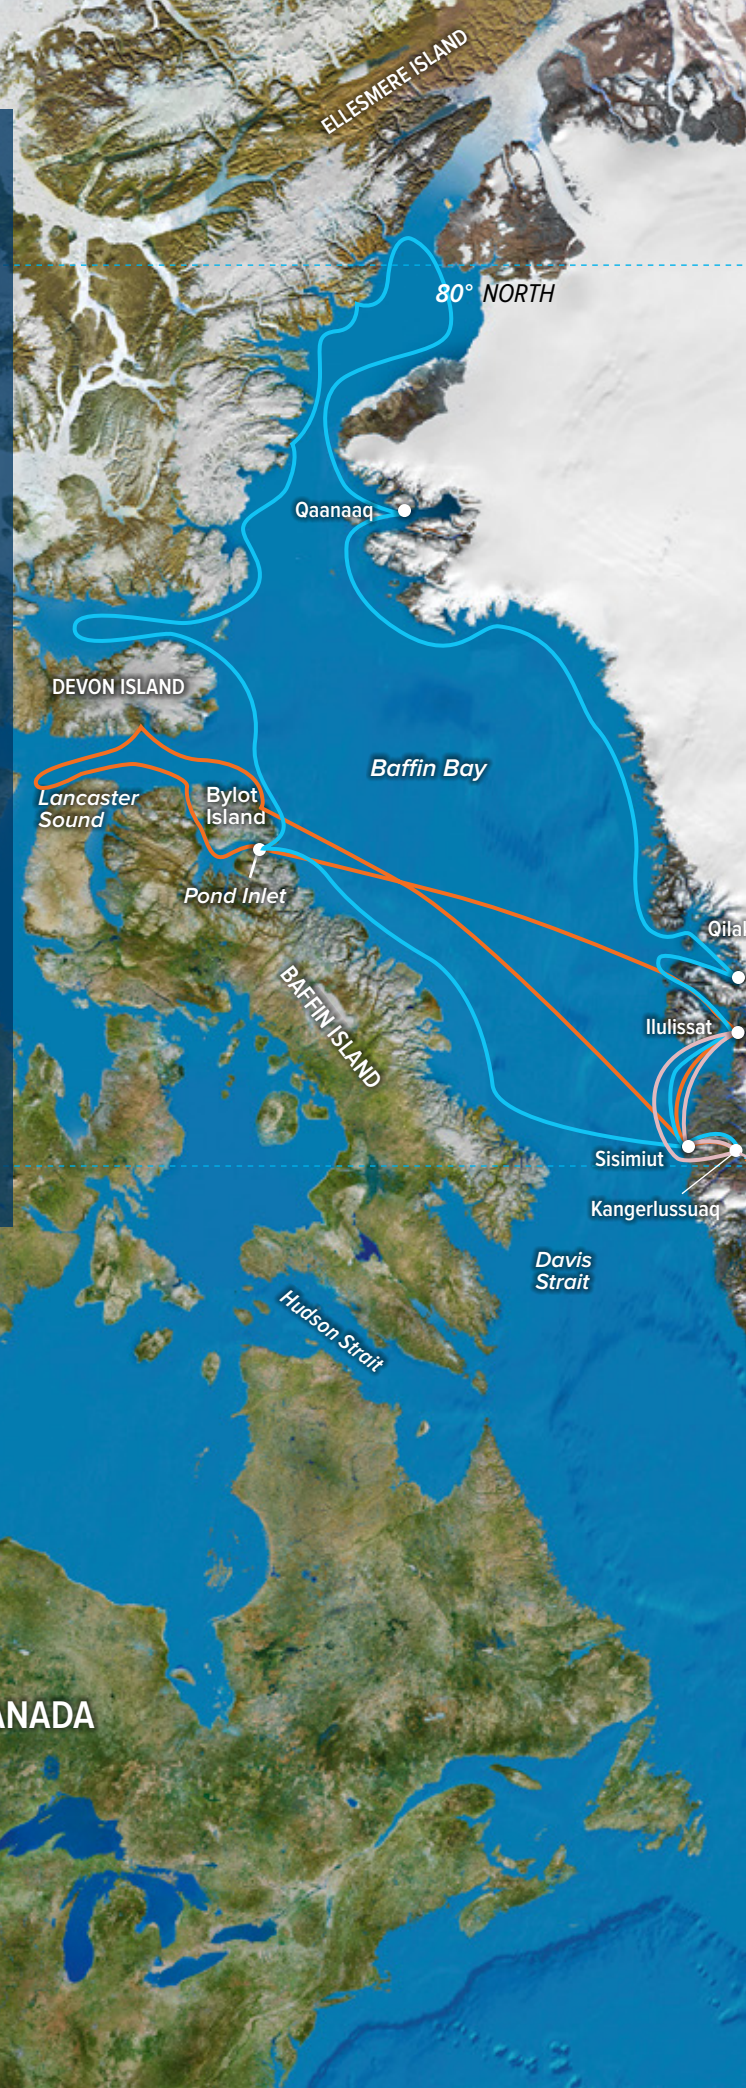 ELLESMERE ISLAND
80° NORTH
Qaanaaq
DEVON ISLAND
Baffin Bay
Lancaster
Sound
Bylot
Island
Pond Inlet
Qilal
BAFFIN ISLAND
Ilulissat
Sisimiut
Kangerlussuaq
Davis
Strait
Hudson Strait
ANADA